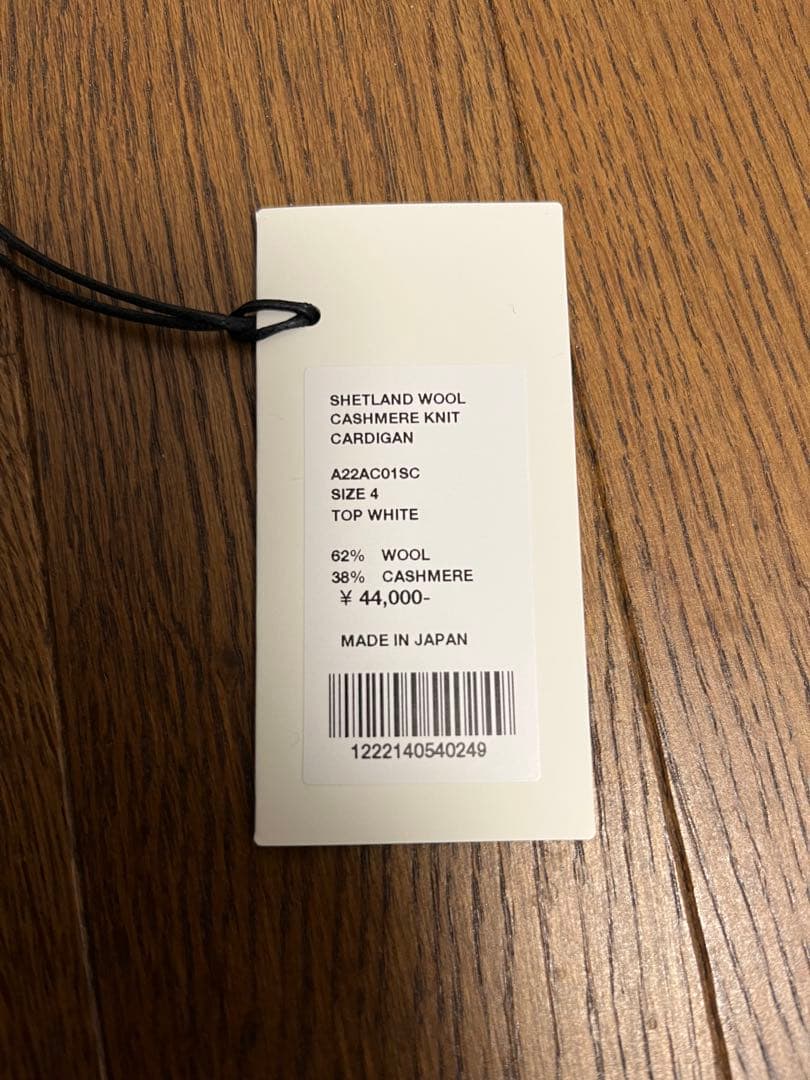 SHETLAND WOOL
CASHMERE KNIT
CARDIGAN
A22AC01SC
SIZE 4
TOP WHITE
62% WOOL
38% CASHMERE
¥ 44,000-
MADE IN JAPAN
1222140540249